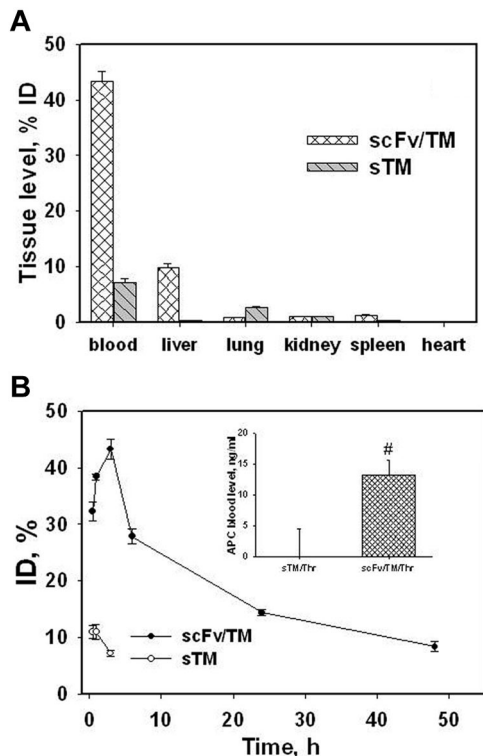 A
Tissue level, % ID
50
40
30
20
10
0
scFv/TM
sTM
blood liver lung kidney spleen heart
B
ID, %
50
40
30
20
10
0
APC blood level, ng/ml
20
15
10
5
0
#
sTM/Thr scFv/TM/Thr
scFv/TM
sTM
0 10 20 30 40 50
Time, h